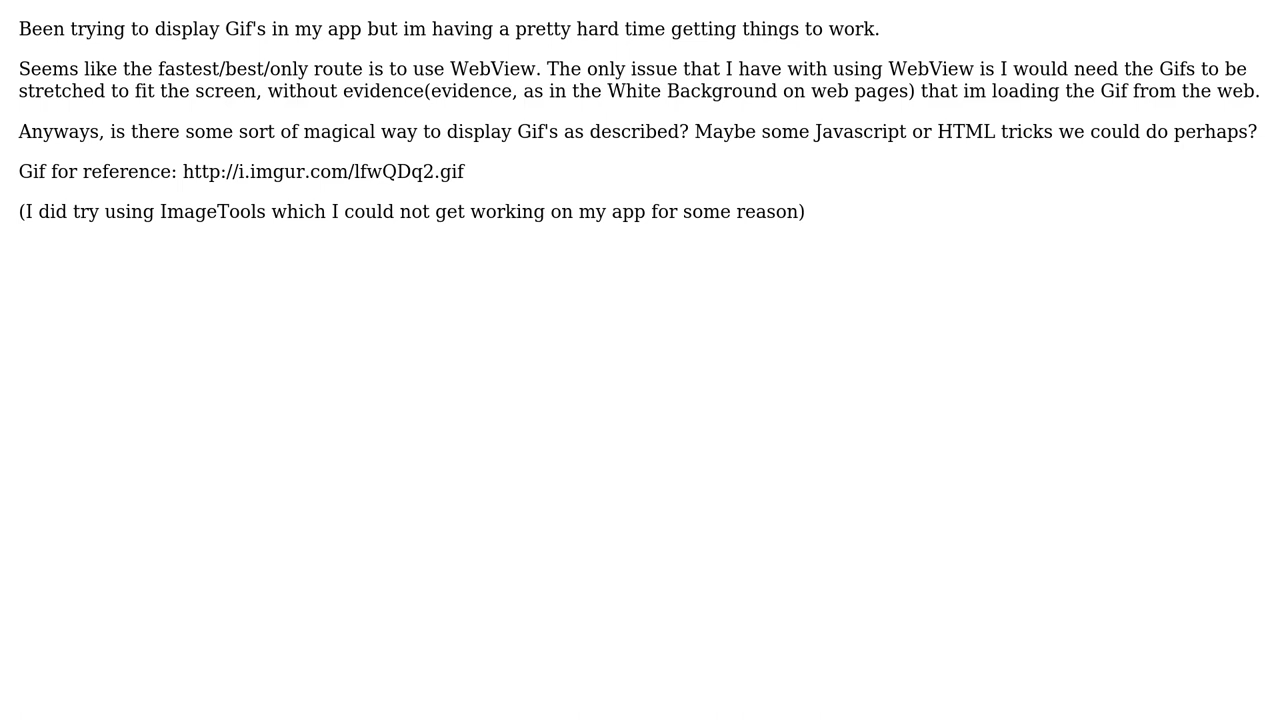 Been trying to display Gif's in my app but im having a pretty hard time getting things to work.
Seems like the fastest/best/only route is to use WebView. The only issue that I have with using WebView is I would need the Gifs to be
stretched to fit the screen, without evidence(evidence, as in the White Background on web pages) that im loading the Gif from the web.
Anyways, is there some sort of magical way to display Gif's as described? Maybe some Javascript or HTML tricks we could do perhaps?
Gif for reference: http://i.imgur.com/lfwQDq2.gif
(I did try using ImageTools which I could not get working on my app for some reason)